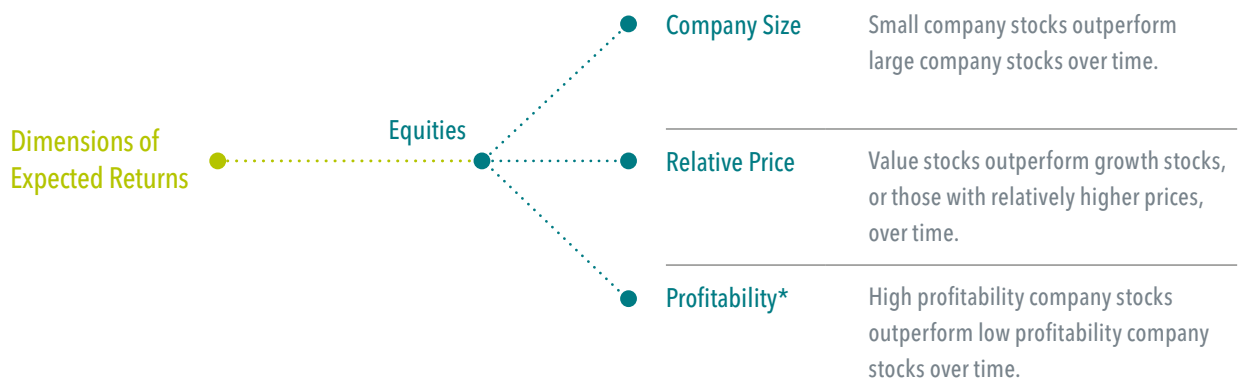 Dimensions of
Expected Returns
Equities
Company Size
Small company stocks outperform
large company stocks over time.
Relative Price
Value stocks outperform growth stocks,
or those with relatively higher prices,
over time.
Profitability*
High profitability company stocks
outperform low profitability company
stocks over time.